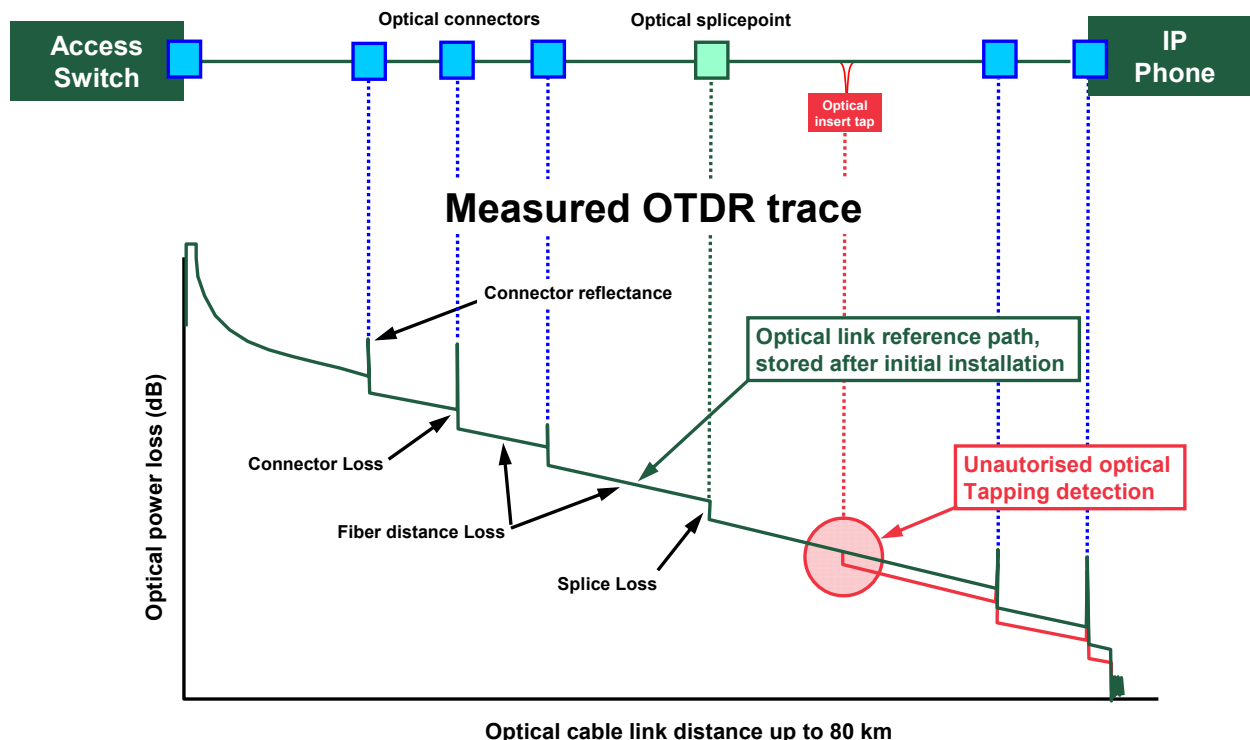 Optical connectors
Optical splicepoint
Access
Switch
IP
Phone
Optical
insert tap
Measured OTDR trace
Connector reflectance
Optical link reference path,
stored after initial installation
Optical power loss (dB)
Connector Loss
Unautorised optical
Tapping detection
Fiber distance Loss
Splice Loss
Optical cable link distance up to 80 km